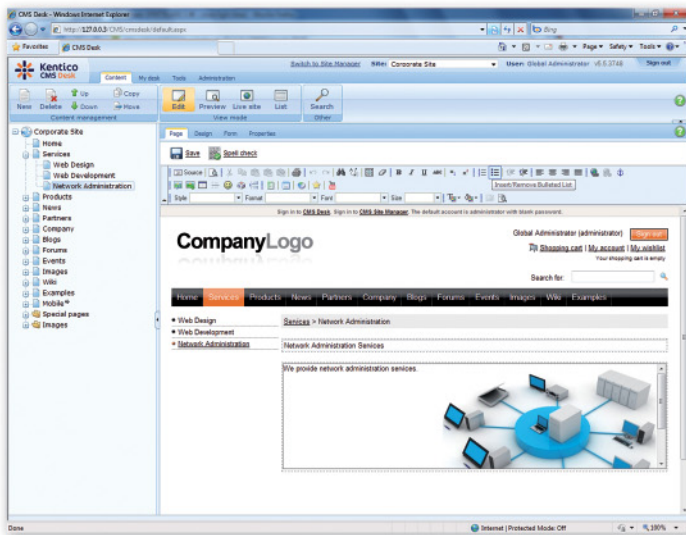 CMS Desk - Windows Internet Explorer
http://127.0.0.1/CMS/cmsdesk/default.aspx
Bing
Favorites CMS Desk Page Safety Tools
Kentico CMS Desk
Switch to Site Manager Site: Corporate Site User: Global Administrator v5.5.3748 Sign out
Content My desk Tools Administration
New Delete Up Down Copy Move
Edit Preview Live site List Search
Content management View mode Other
Corporate Site
Home
Services
Web Design
Web Development
Network Administration
Products
News
Partners
Company
Blogs
Forums
Events
Images
Wiki
Examples
Mobile
Special pages
Images
Page Design Form Properties
Save Spell check
Source
Insert/Remove Bulleted List
Style Format Font Size
Sign in to CMS Desk. Sign in to CMS Site Manager. The default account is administrator with blank password.
CompanyLogo
Global Administrator (administrator) Sign out
Shopping cart | My account | My wishlist
Your shopping cart is empty
Search for:
Home Services Products News Partners Company Blogs Forums Events Images Wiki Examples
Web Design
Web Development
Network Administration
Services > Network Administration
Network Administration Services
We provide network administration services.
Done Internet | Protected Mode: Off 100%